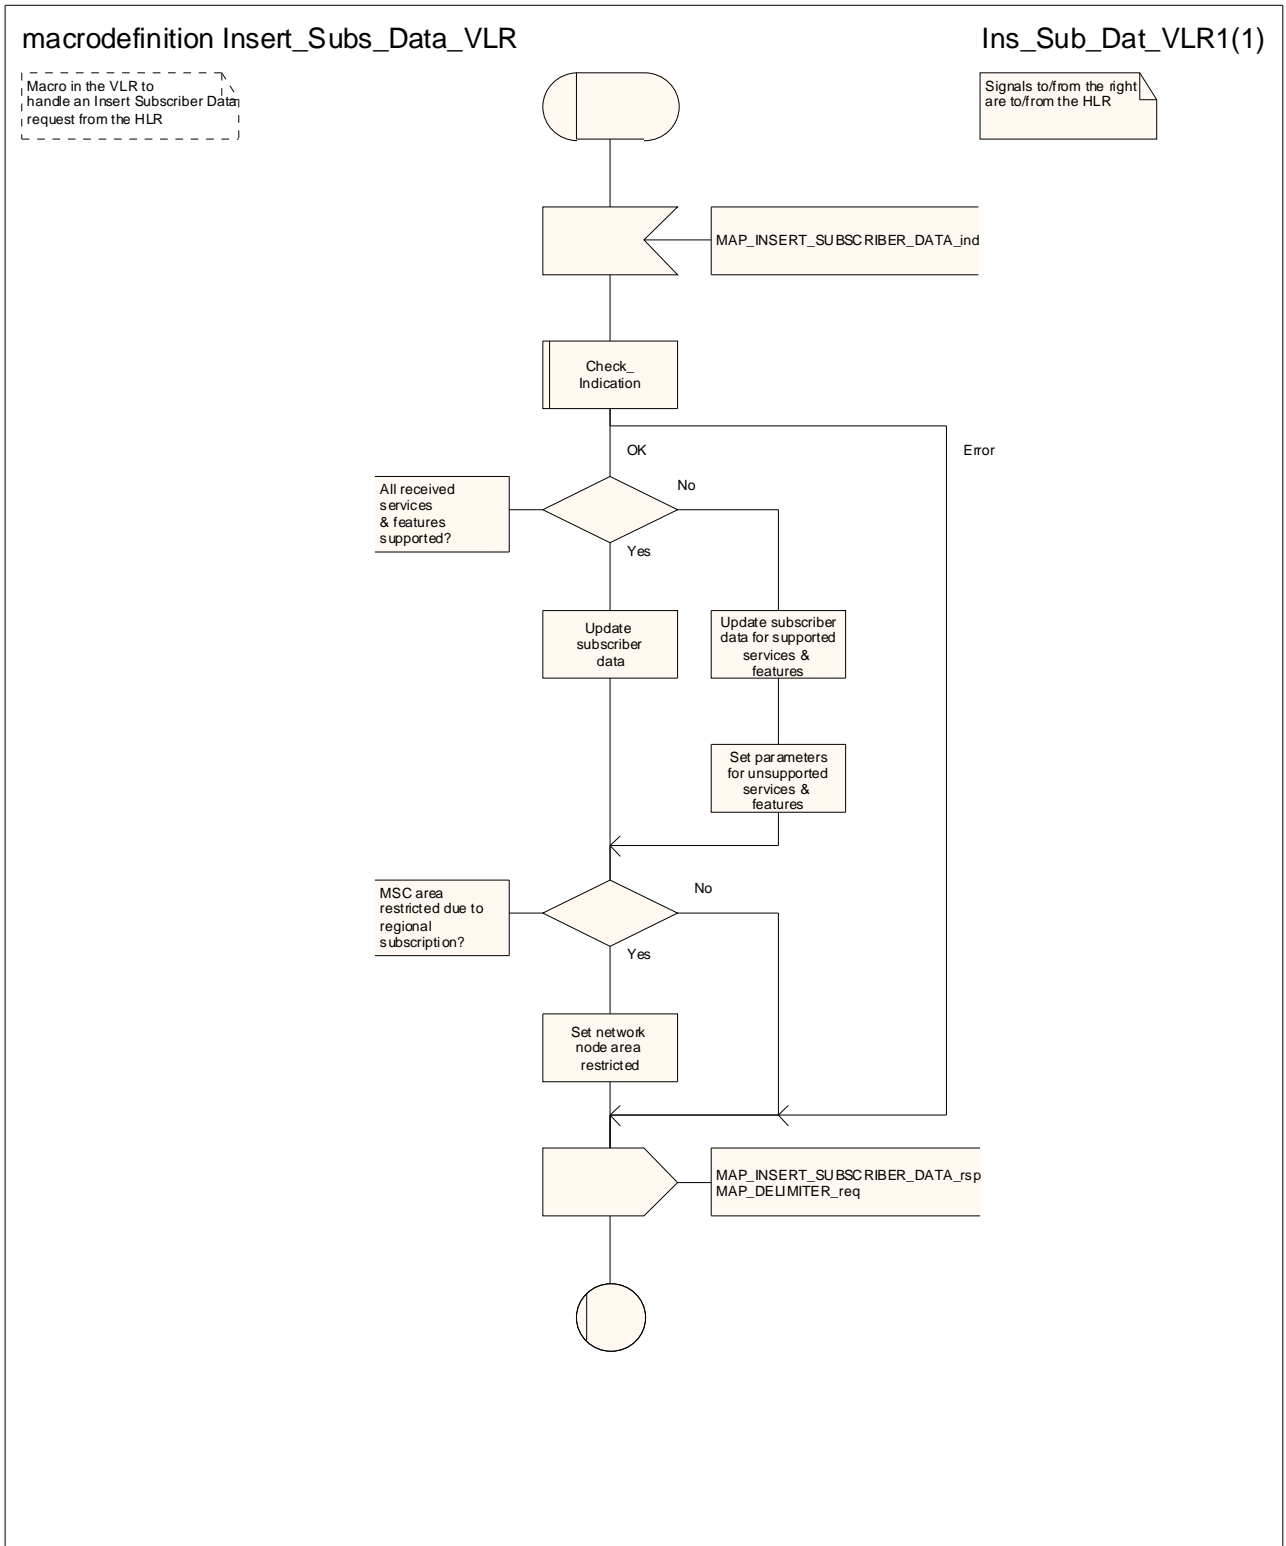 macrodefinition Insert_Subs_Data_VLR
Ins_Sub_Dat_VLR1(1)
Macro in the VLR to
handle an Insert Subscriber Data
request from the HLR
Signals to/from the right
are to/from the HLR
MAP_INSERT_SUBSCRIBER_DATA_ind
Check_
Indication
OK
Error
All received
services
& features
supported?
No
Yes
Update
subscriber
data
Update subscriber
data for supported
services &
features
Set parameters
for unsupported
services &
features
MSC area
restricted due to
regional
subscription?
No
Yes
Set network
node area
restricted
MAP_INSERT_SUBSCRIBER_DATA_rsp
MAP_DELIMITER_req